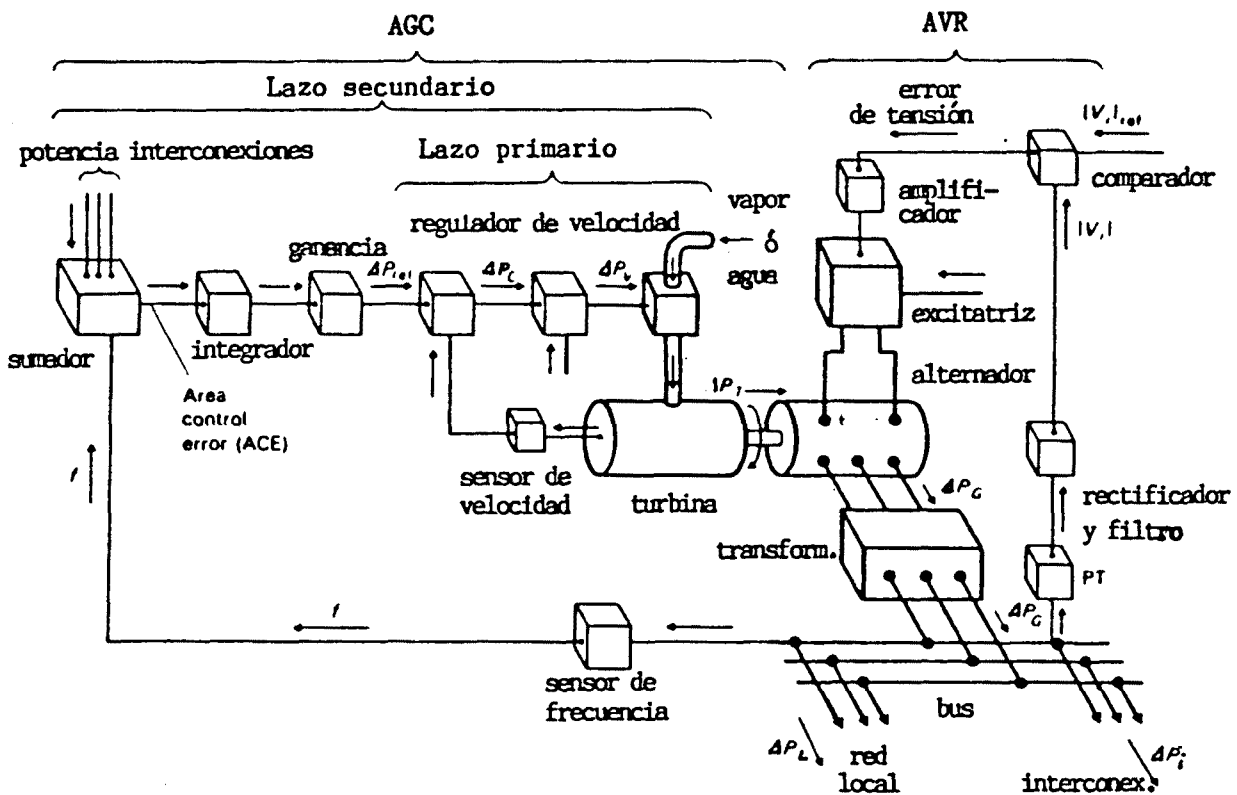 AGC
AVR
Lazo secundario
error
de tensión
|V,|ref
potencia interconexiones
Lazo primario
comparador
amplifi-
cador
vapor
ó
agua
regulador de velocidad
|V,|
ganancia
ΔPref
ΔPC
ΔPv
excitatriz
sumador
integrador
alternador
Area
control
error (ACE)
ΔPT
f
sensor de
velocidad
turbina
ΔPG
rectificador
y filtro
transform.
PT
ΔPG
f
sensor de
frecuencia
bus
ΔPL
red
local
interconex.
ΔPi